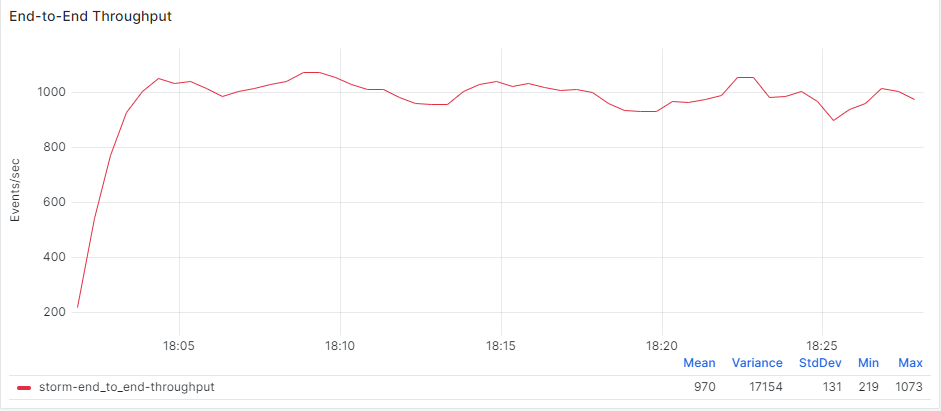 End-to-End Throughput
Events/sec
1000
800
600
400
200
18:05 18:10 18:15 18:20 18:25
Mean Variance StdDev Min Max
storm-end_to_end-throughput 970 17154 131 219 1073